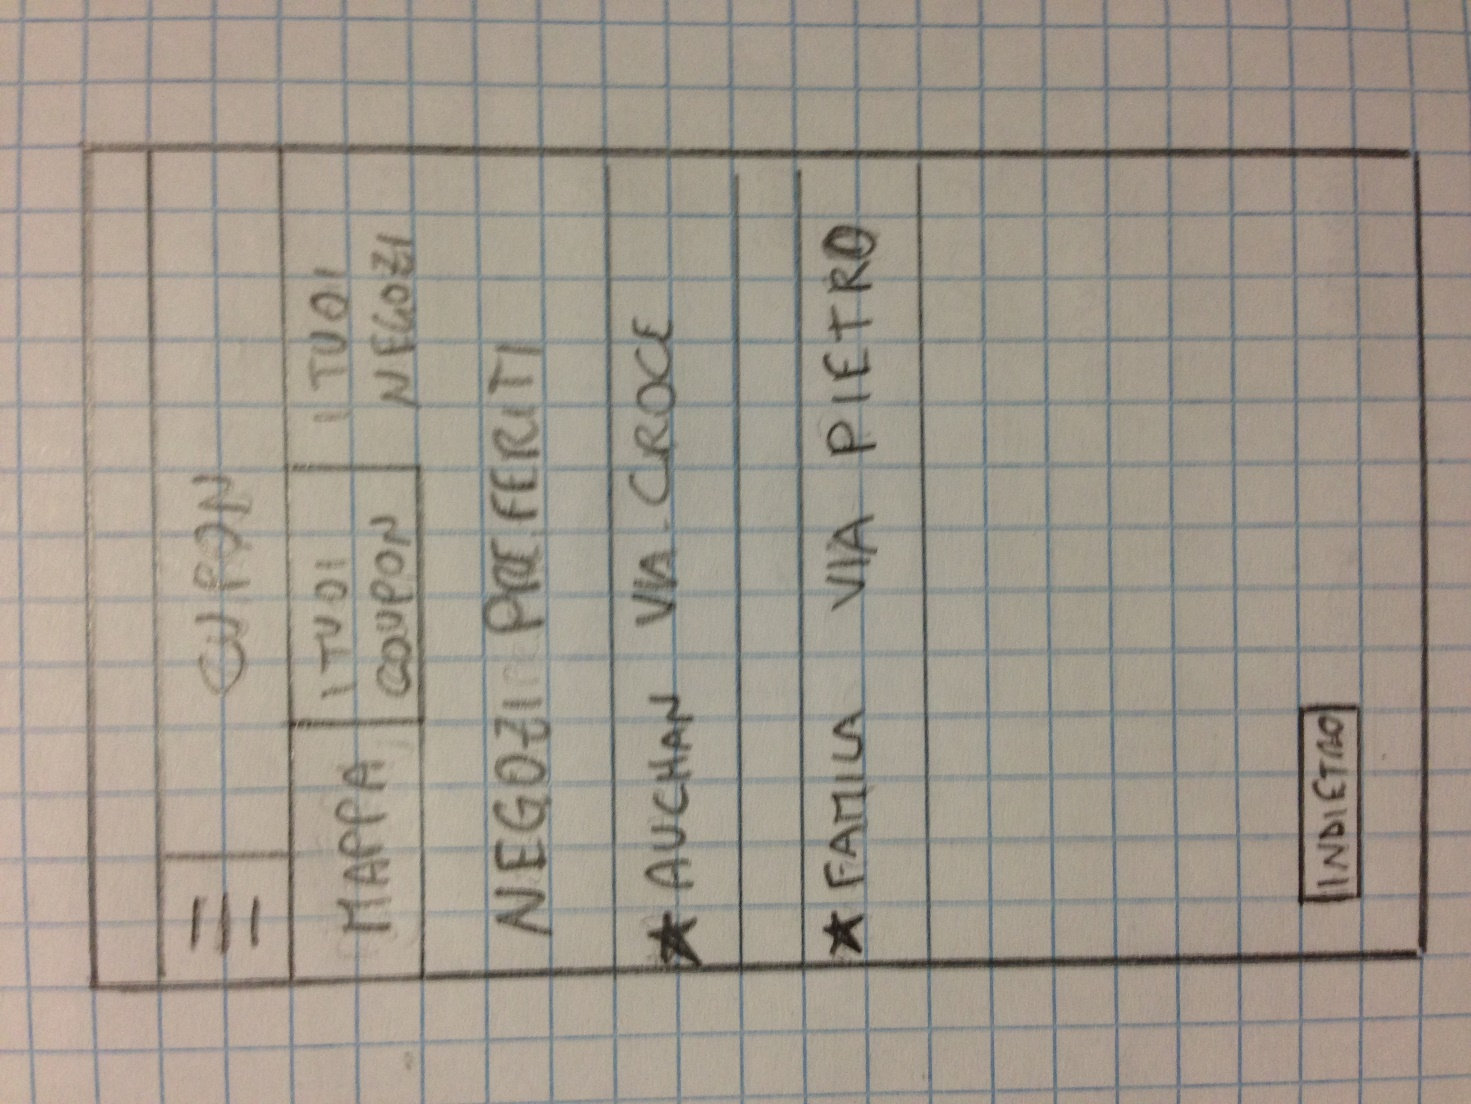 CUPON
MAPPA
I TUOI
COUPON
I TUOI
NEGOZI
NEGOZI PREFERITI
★ AUCHAN VIA CROCE
★ FAMILA VIA PIETRO
INDIETRO